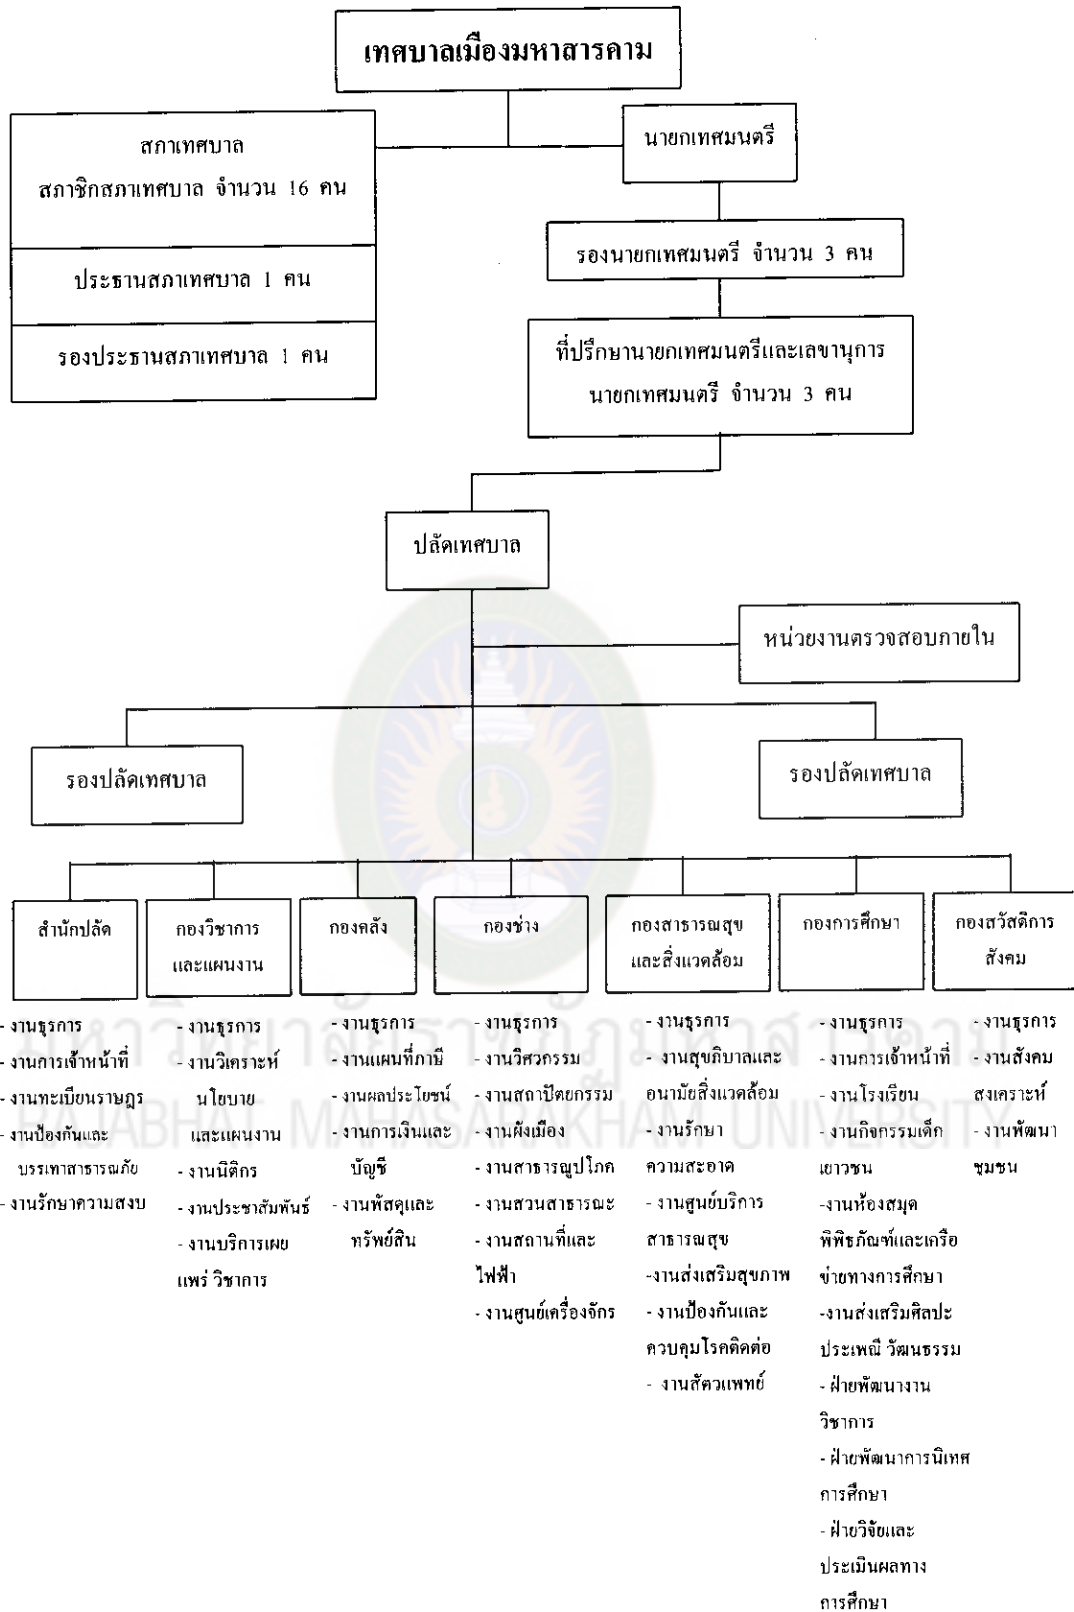 เทศบาลเมืองมหาสารคาม
สภาเทศบาล
สภาชิกสภาเทศบาล จำนวน 16 คน
ประธานสภาเทศบาล 1 คน
รองประธานสภาเทศบาล 1 คน
นายกเทศมนตรี
รองนายกเทศมนตรี จำนวน 3 คน
ที่ปรึกษานายกเทศมนตรีและเลขานุการ
นายกเทศมนตรี จำนวน 3 คน
ปลัดเทศบาล
หน่วยงานตรวจสอบภายใน
รองปลัดเทศบาล
รองปลัดเทศบาล
สำนักปลัด
- งานธุรการ
- งานการเจ้าหน้าที่
- งานทะเบียนราษฎร
- งานป้องกันและ
บรรเทาสาธารณภัย
- งานรักษาความสงบ
กองวิชาการ
และแผนงาน
- งานธุรการ
- งานวิเคราะห์
นโยบาย
และแผนงาน
- งานนิติกร
- งานประชาสัมพันธ์
- งานบริการเผย
แพร่ วิชาการ
กองคลัง
- งานธุรการ
- งานแผนที่ภาษี
- งานผลประโยชน์
- งานการเงินและ
บัญชี
- งานพัสดุและ
ทรัพย์สิน
กองช่าง
- งานธุรการ
- งานวิศวกรรม
- งานสถาปัตยกรรม
- งานผังเมือง
- งานสาธารณูปโภค
- งานสวนสาธารณะ
- งานสถานที่และ
ไฟฟ้า
- งานศูนย์เครื่องจักร
กองสาธารณสุข
และสิ่งแวดล้อม
- งานธุรการ
- งานสุขภิบาลและ
อนามัยสิ่งแวดล้อม
- งานรักษา
ความสะอาด
- งานศูนย์บริการ
สาธารณสุข
-งานส่งเสริมสุขภาพ
- งานป้องกันและ
ควบคุมโรคติดต่อ
- งานสัตวแพทย์
กองการศึกษา
- งานธุรการ
- งานการเจ้าหน้าที่
- งานโรงเรียน
- งานกิจกรรมเด็ก
เยาวชน
-งานห้องสมุด
พิพิธภัณฑ์และเครือ
ข่ายทางการศึกษา
-งานส่งเสริมศิลปะ
ประเพณี วัฒนธรรม
- ฝ่ายพัฒนางาน
วิชาการ
- ฝ่ายพัฒนาการนิเทศ
การศึกษา
- ฝ่ายวิจัยและ
ประเมินผลทาง
การศึกษา
กองสวัสดิการ
สังคม
- งานธุรการ
- งานสังคม
สงเคราะห์
- งานพัฒนา
ชุมชน
มหาวิทยาลัยราชภัฏมหาสารคาม
RAJABHAT MAHASARAKHAM UNIVERSITY